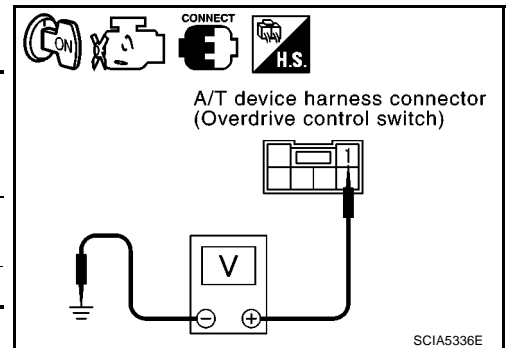 ON
CONNECT
H.S.
A/T device harness connector
(Overdrive control switch)
1
V
− +
SCIA5336E